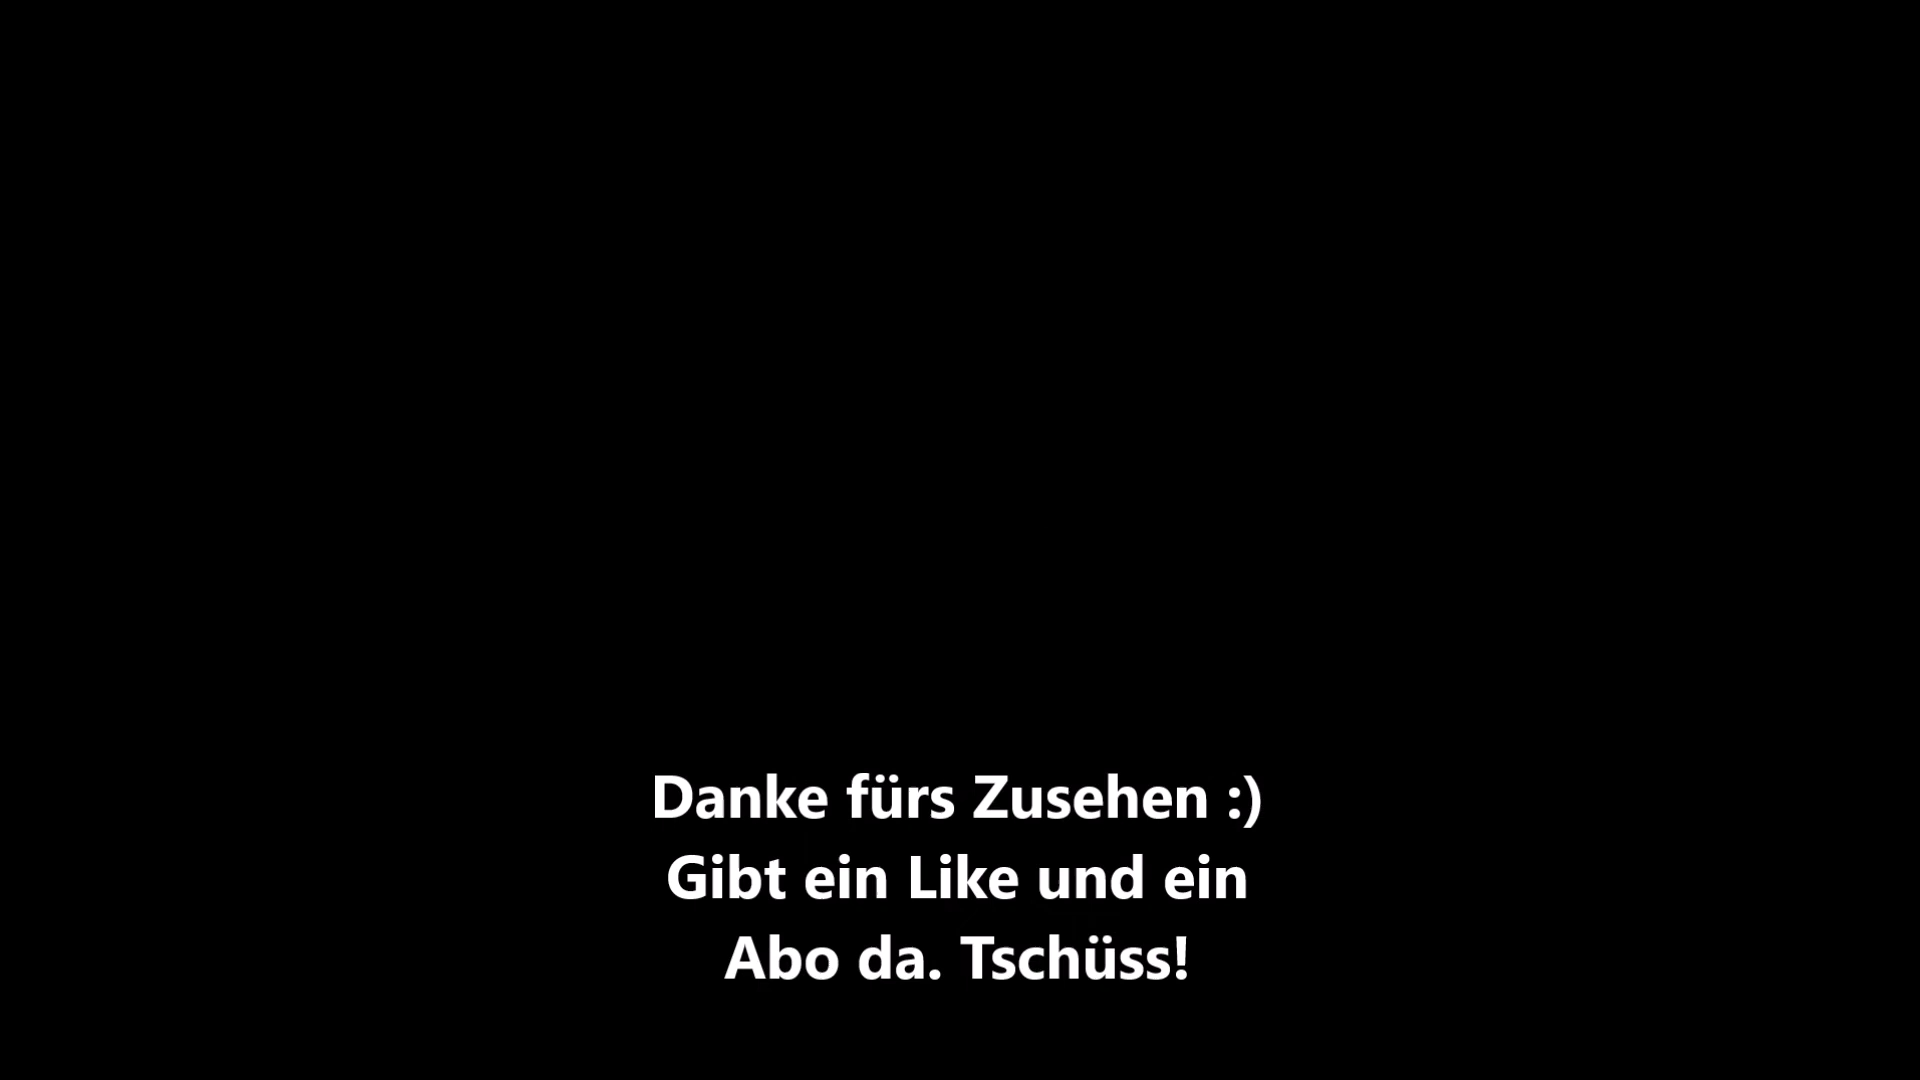 Danke fürs Zusehen :)
Gibt ein Like und ein
Abo da. Tschüss!